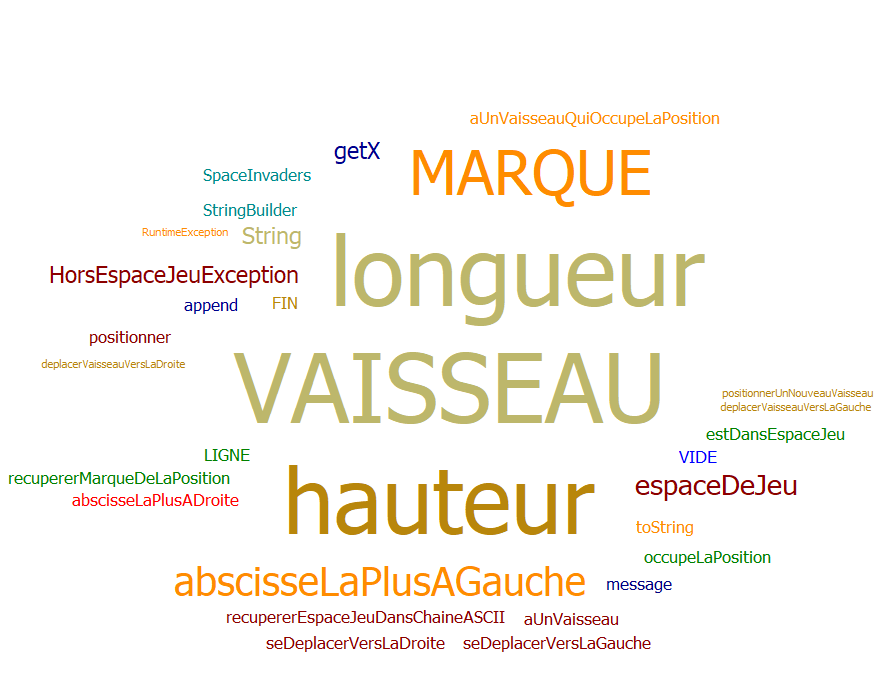 aUnVaisseauQuiOccupeLaPosition
getX
MARQUE
SpaceInvaders
StringBuilder
RuntimeException
String
longueur
HorsEspaceJeuException
append
FIN
positionner
deplacerVaisseauVersLaDroite
VAISSEAU
positionnerUnNouveauVaisseau
deplacerVaisseauVersLaGauche
estDansEspaceJeu
LIGNE
VIDE
recupererMarqueDeLaPosition
espaceDeJeu
abscisseLaPlusADroite
hauteur
toString
occupeLaPosition
abscisseLaPlusAGauche
message
recupererEspaceJeuDansChaineASCII
aUnVaisseau
seDeplacerVersLaDroite
seDeplacerVersLaGauche